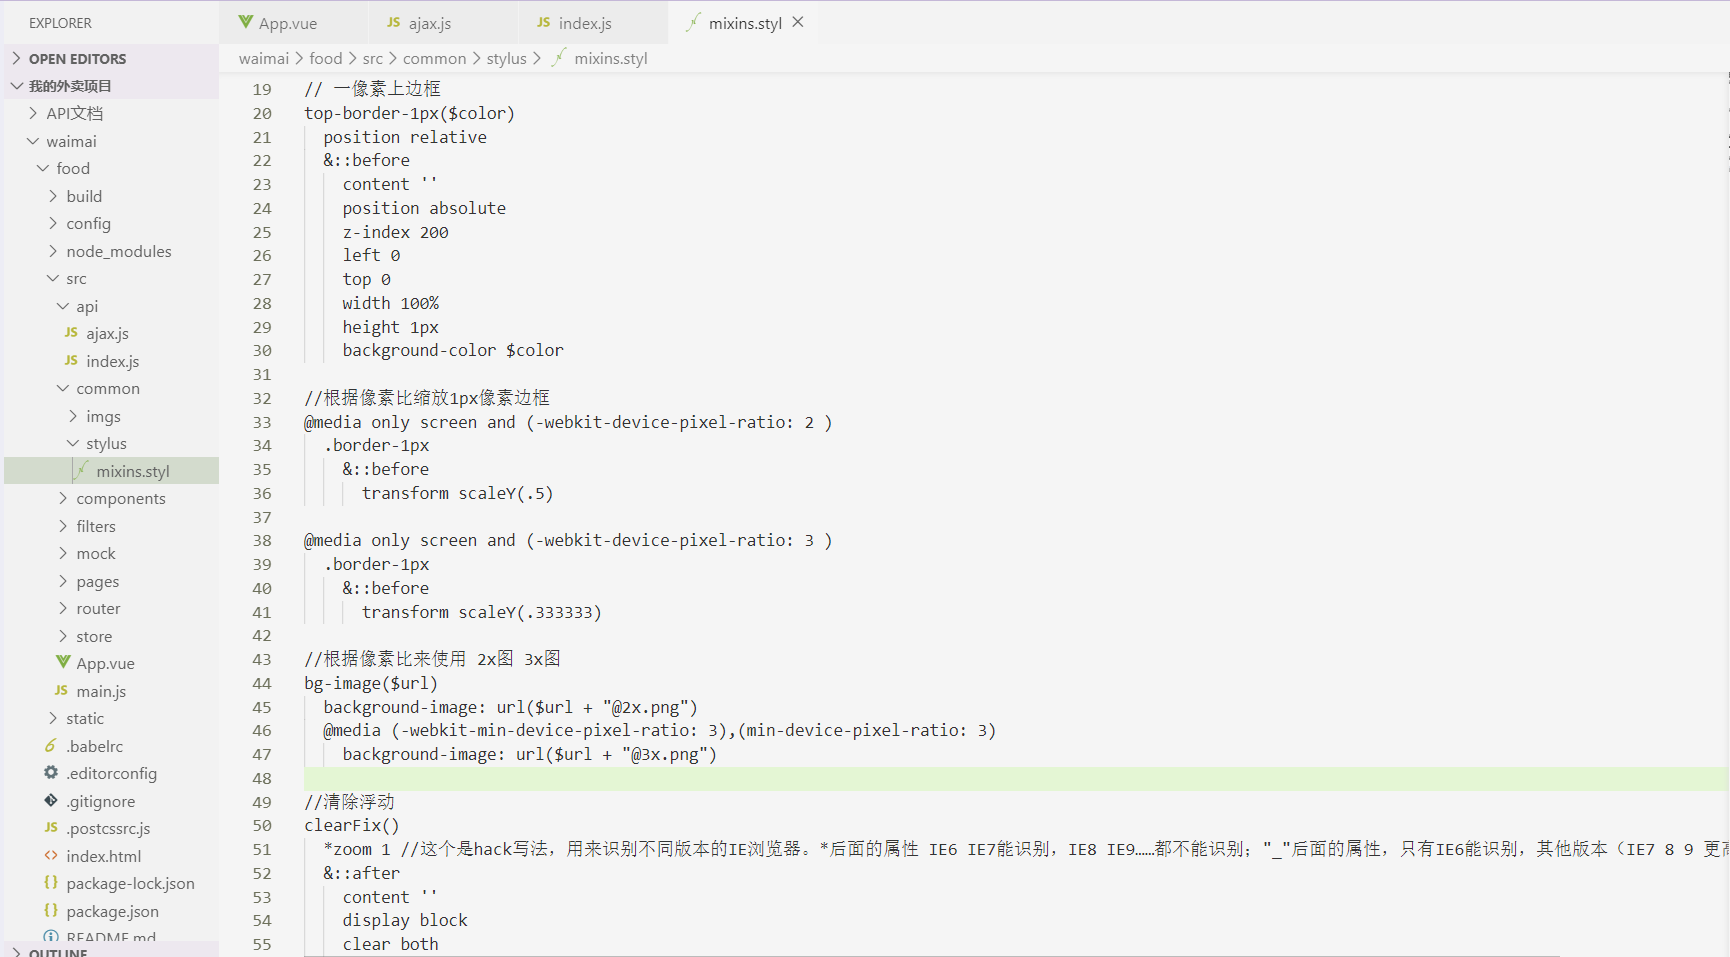 EXPLORER
OPEN EDITORS
我的外卖项目
API文档
waimai
food
build
config
node_modules
src
api
JS ajax.js
JS index.js
common
imgs
stylus
mixins.styl
components
filters
mock
pages
router
store
App.vue
JS main.js
static
.babelrc
.editorconfig
.gitignore
JS .postcssrc.js
<> index.html
{} package-lock.json
{} package.json
README.md
OUTLINE
App.vue JS ajax.js JS index.js mixins.styl
waimai > food > src > common > stylus > mixins.styl
19 // 一像素上边框
20 top-border-1px($color)
21 position relative
22 &::before
23 content ''
24 position absolute
25 z-index 200
26 left 0
27 top 0
28 width 100%
29 height 1px
30 background-color $color
31
32 //根据像素比缩放1px像素边框
33 @media only screen and (-webkit-device-pixel-ratio: 2 )
34 .border-1px
35 &::before
36 transform scaleY(.5)
37
38 @media only screen and (-webkit-device-pixel-ratio: 3 )
39 .border-1px
40 &::before
41 transform scaleY(.333333)
42
43 //根据像素比来使用 2x图 3x图
44 bg-image($url)
45 background-image: url($url + "@2x.png")
46 @media (-webkit-min-device-pixel-ratio: 3),(min-device-pixel-ratio: 3)
47 background-image: url($url + "@3x.png")
48
49 //清除浮动
50 clearFix()
51 *zoom 1 //这个是hack写法，用来识别不同版本的IE浏览器。*后面的属性 IE6 IE7能识别，IE8 IE9……都不能识别；"_"后面的属性，只有IE6能识别，其他版本（IE7 8 9 更高
52 &::after
53 content ''
54 display block
55 clear both